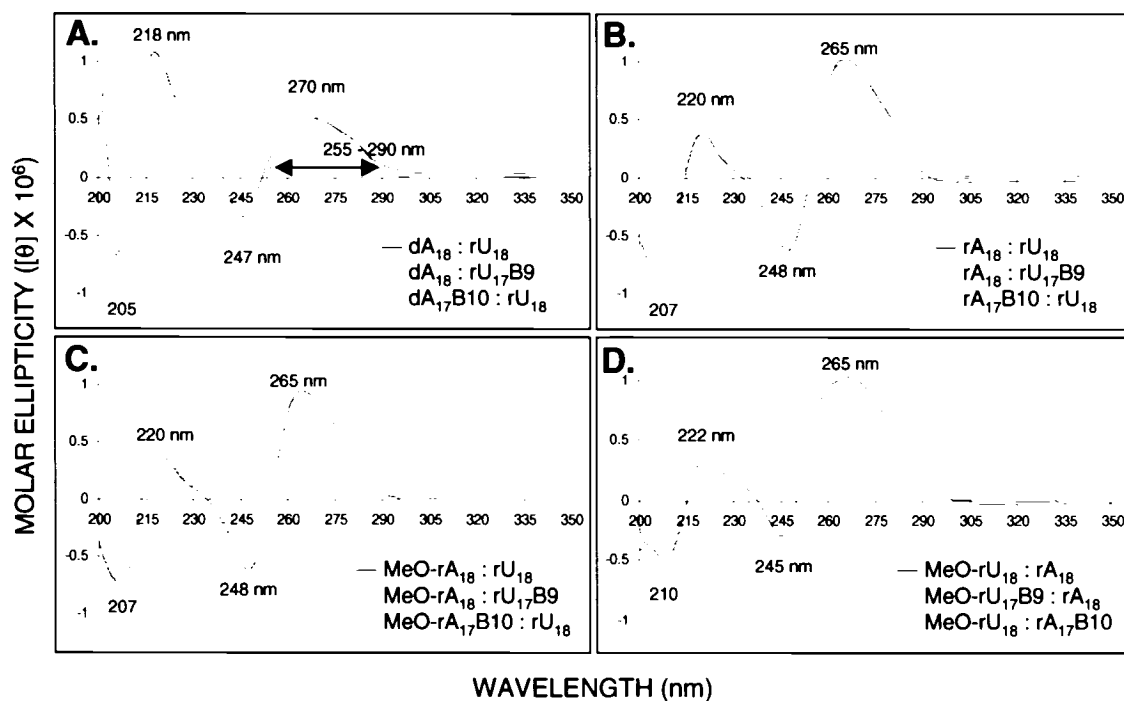 MOLAR ELLIPTICITY ([θ] X 10⁶)
A.
218 nm
270 nm
255 - 290 nm
247 nm
205
1
0.5
0
-0.5
-1
200 215 230 245 260 275 290 305 320 335 350
dA₁₈ : rU₁₈
dA₁₈ : rU₁₇B9
dA₁₇B10 : rU₁₈
B.
265 nm
220 nm
248 nm
207
1
0.5
0
-0.5
-1
200 215 230 245 260 275 290 305 320 335 350
rA₁₈ : rU₁₈
rA₁₈ : rU₁₇B9
rA₁₇B10 : rU₁₈
C.
265 nm
220 nm
248 nm
207
1
0.5
0
-0.5
-1
200 215 230 245 260 275 290 305 320 335 350
MeO-rA₁₈ : rU₁₈
MeO-rA₁₈ : rU₁₇B9
MeO-rA₁₇B10 : rU₁₈
D.
265 nm
222 nm
245 nm
210
1
0.5
0
-0.5
-1
200 215 230 245 260 275 290 305 320 335 350
MeO-rU₁₈ : rA₁₈
MeO-rU₁₇B9 : rA₁₈
MeO-rU₁₈ : rA₁₇B10
WAVELENGTH (nm)